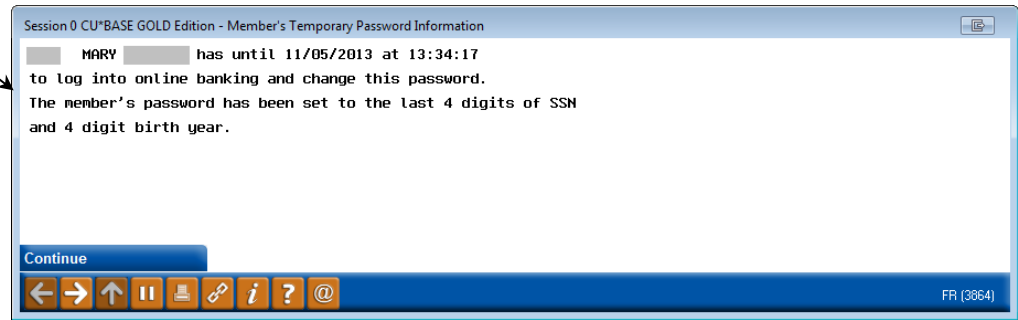 Session 0 CU*BASE GOLD Edition - Member's Temporary Password Information
MARY has until 11/05/2013 at 13:34:17
to log into online banking and change this password.
The member's password has been set to the last 4 digits of SSN
and 4 digit birth year.
Continue
i ? @
FR (3864)